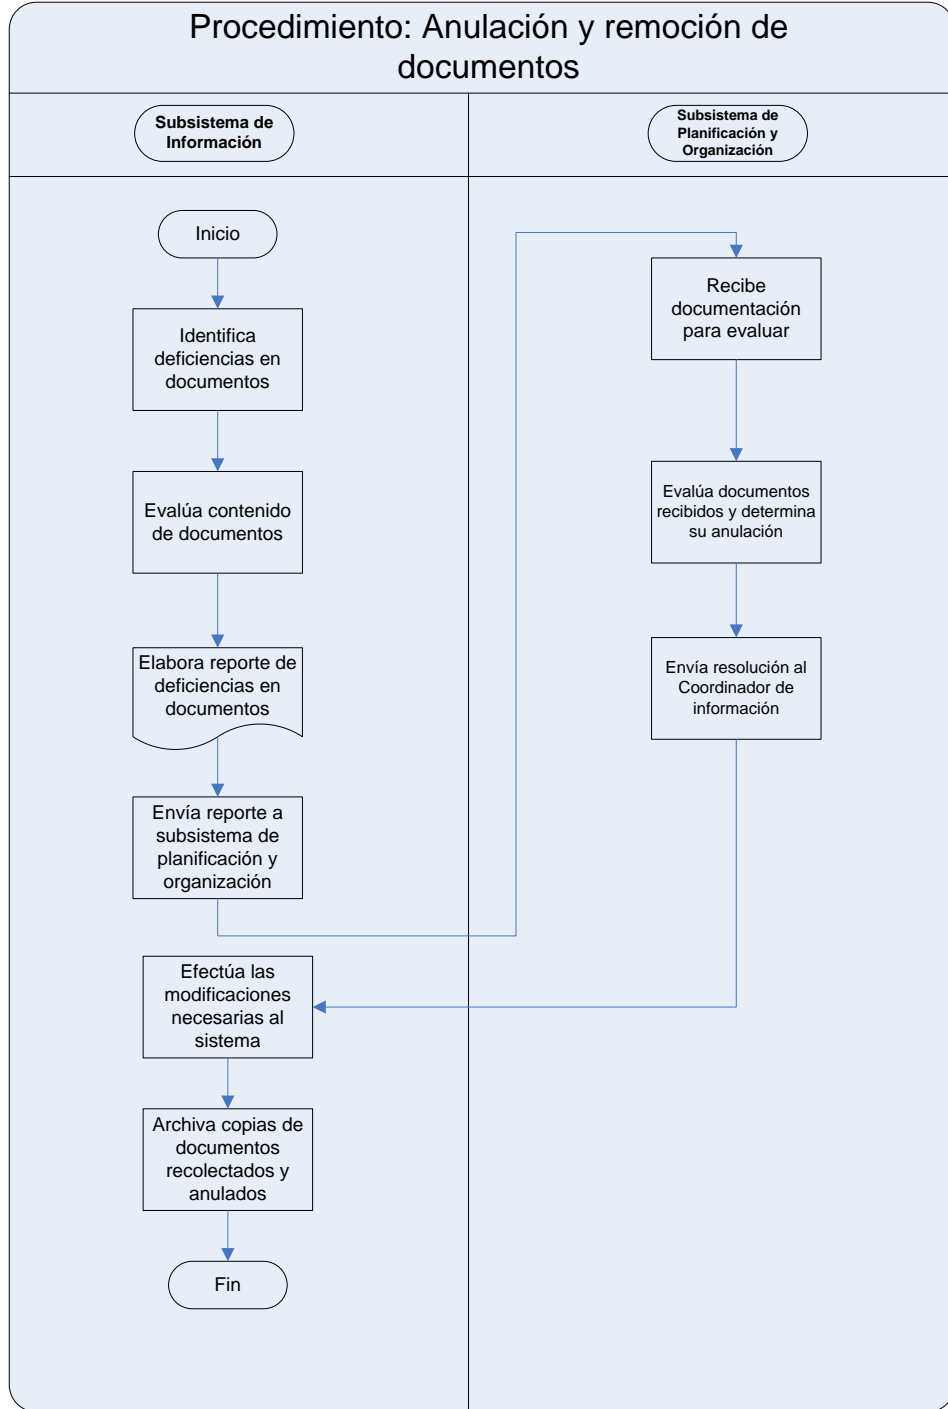 Procedimiento: Anulación y remoción de
documentos
Subsistema de
Información
Subsistema de
Planificación y
Organización
Inicio
Identifica
deficiencias en
documentos
Evalúa contenido
de documentos
Elabora reporte de
deficiencias en
documentos
Envía reporte a
subsistema de
planificación y
organización
Recibe
documentación
para evaluar
Evalúa documentos
recibidos y determina
su anulación
Envía resolución al
Coordinador de
información
Efectúa las
modificaciones
necesarias al
sistema
Archiva copias de
documentos
recolectados y
anulados
Fin